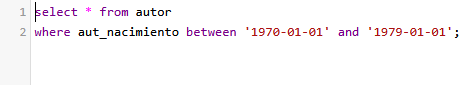 1 select * from autor
2 where aut_nacimiento between '1970-01-01' and '1979-01-01';